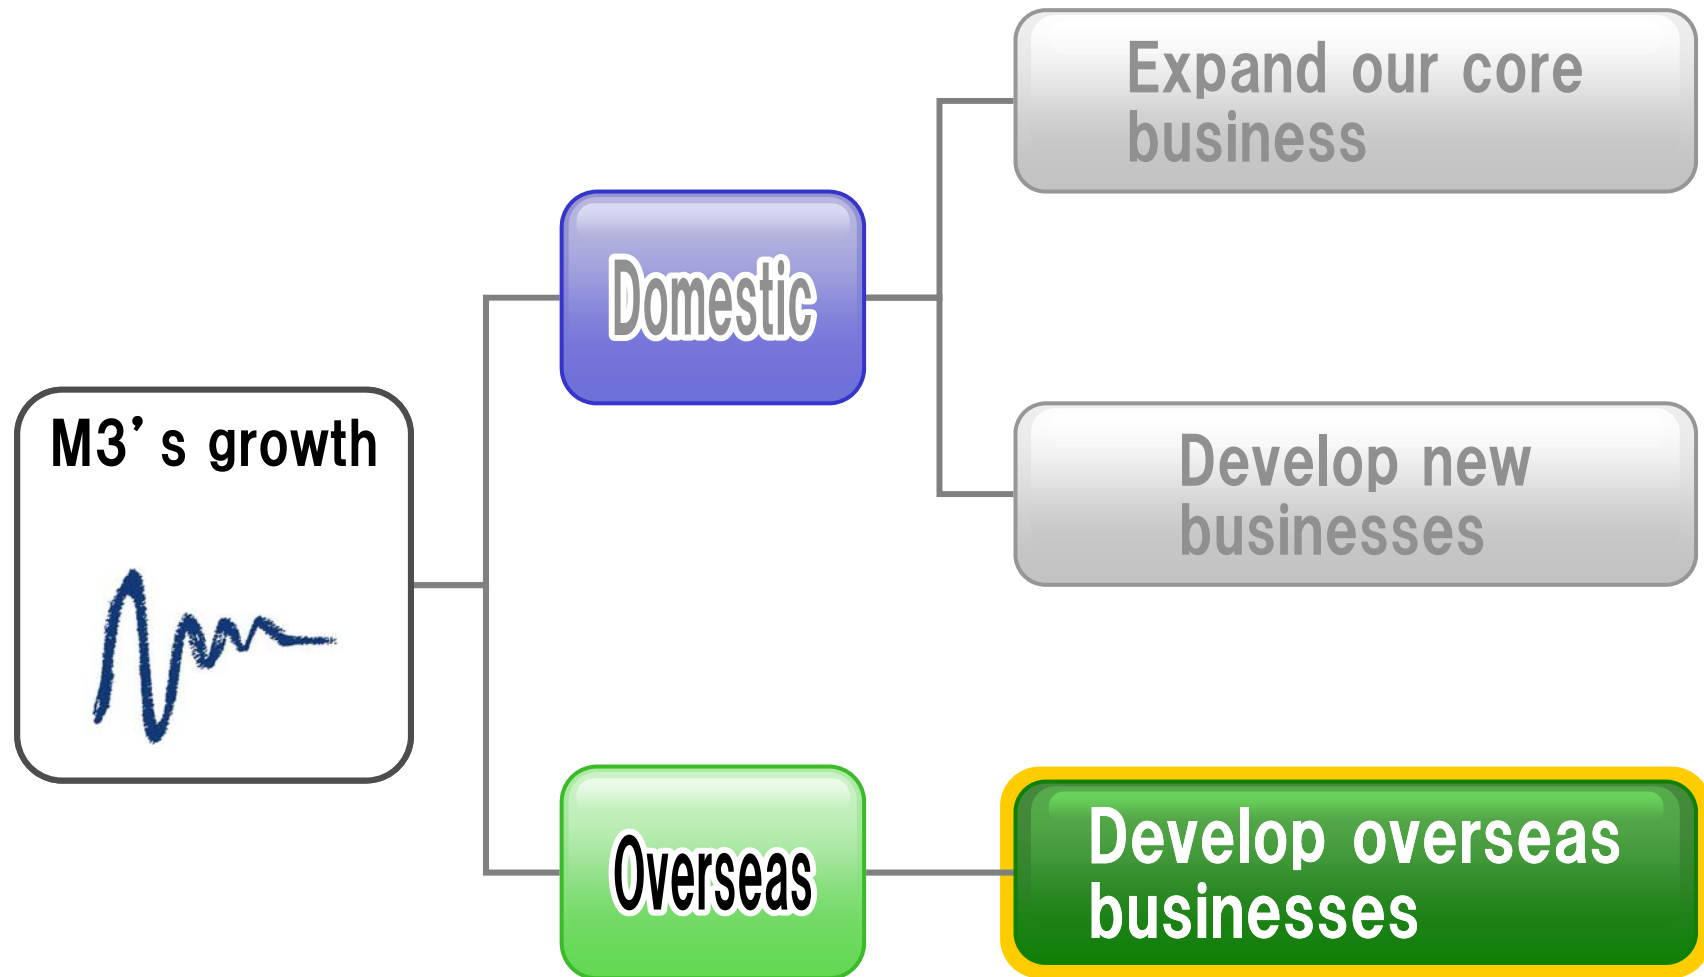 Expand our core
business
Domestic
M3’s growth
Develop new
businesses
Overseas
Develop overseas
businesses